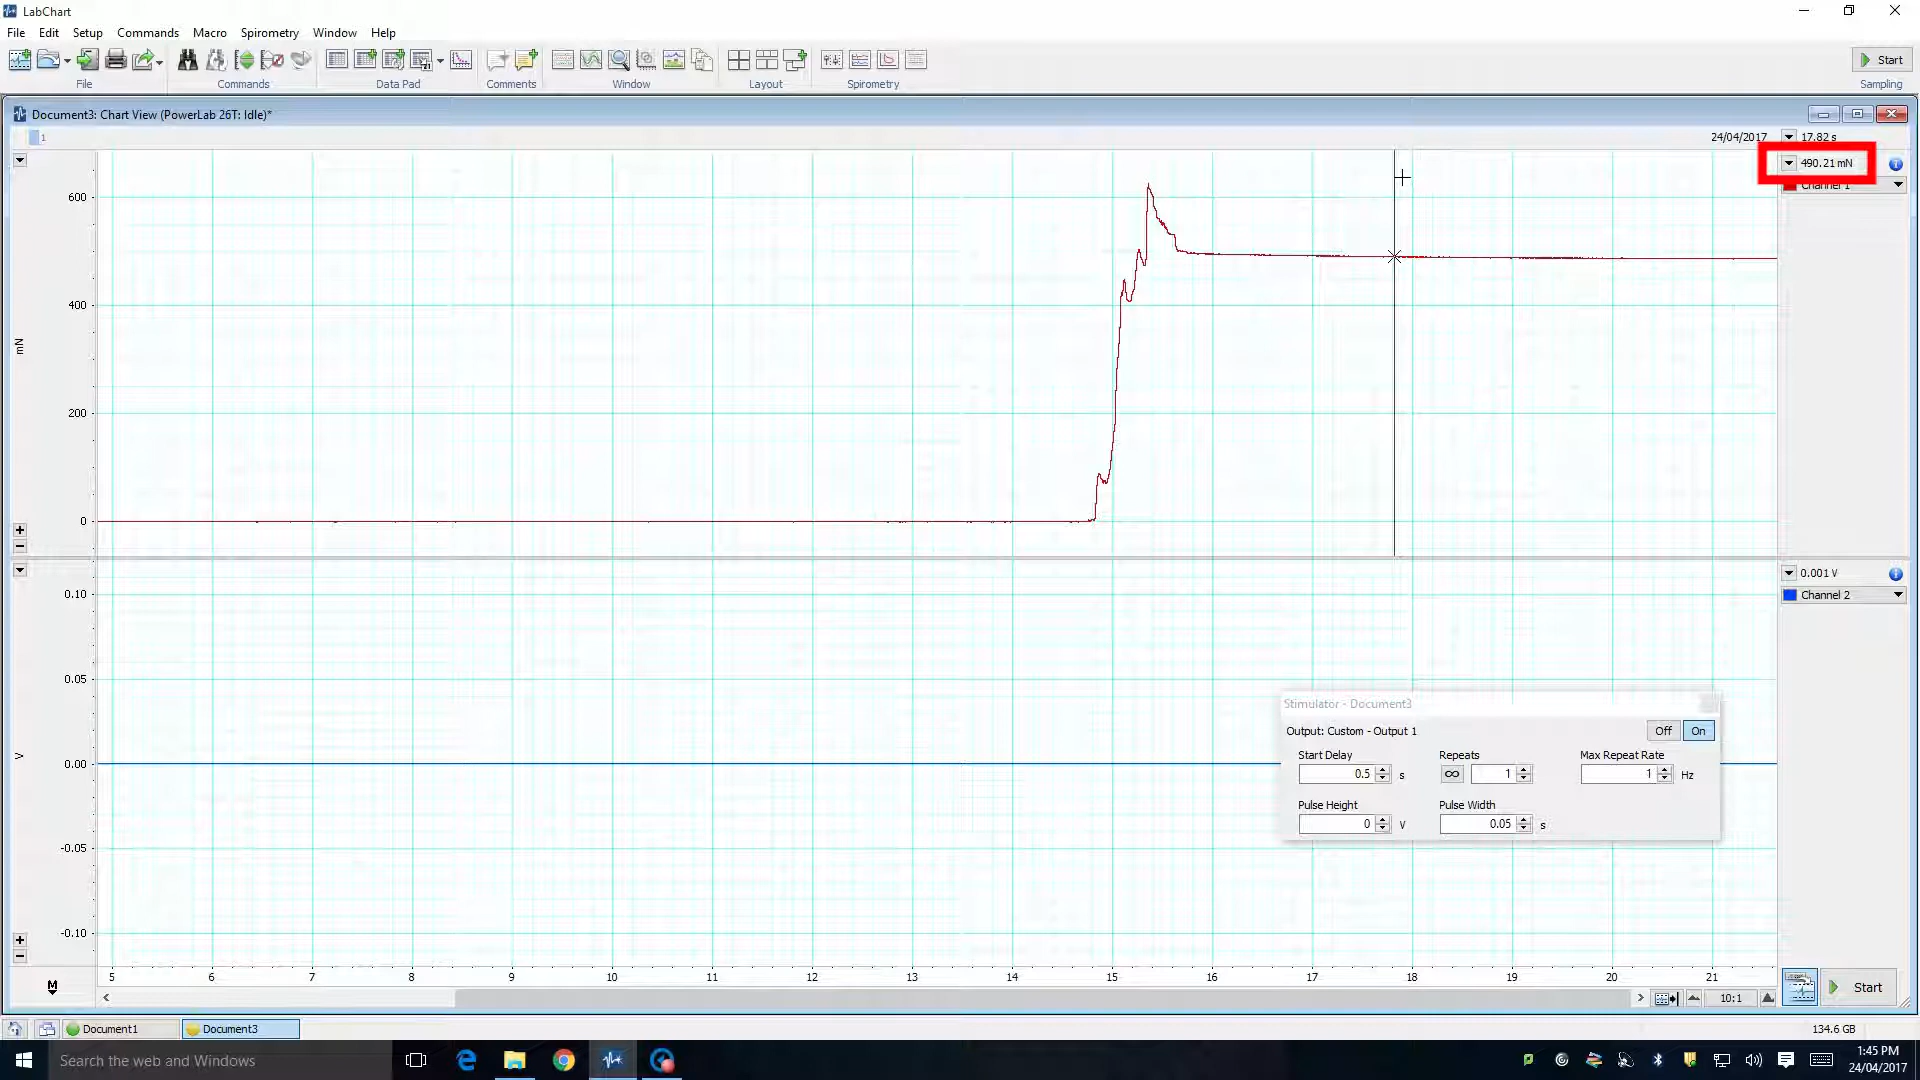 LabChart
File Edit Setup Commands Macro Spirometry Window Help
File Commands Data Pad Comments Window Layout Spirometry
Start
Sampling
Document3: Chart View (PowerLab 26T: Idle)*
1
24/04/2017 17.82 s
490.21 mN
Channel 1
600
400
200
0
mN
0.001 V
Channel 2
0.10
0.05
0.00
-0.05
-0.10
V
Stimulator - Document3
Output: Custom - Output 1 Off On
Start Delay Repeats Max Repeat Rate
0.5 s ∞ 1 1 Hz
Pulse Height Pulse Width
0 V 0.05 s
5 6 7 8 9 10 11 12 13 14 15 16 17 18 19 20 21
M
10:1
Start
Document1 Document3
134.6 GB
Search the web and Windows
1:45 PM
24/04/2017